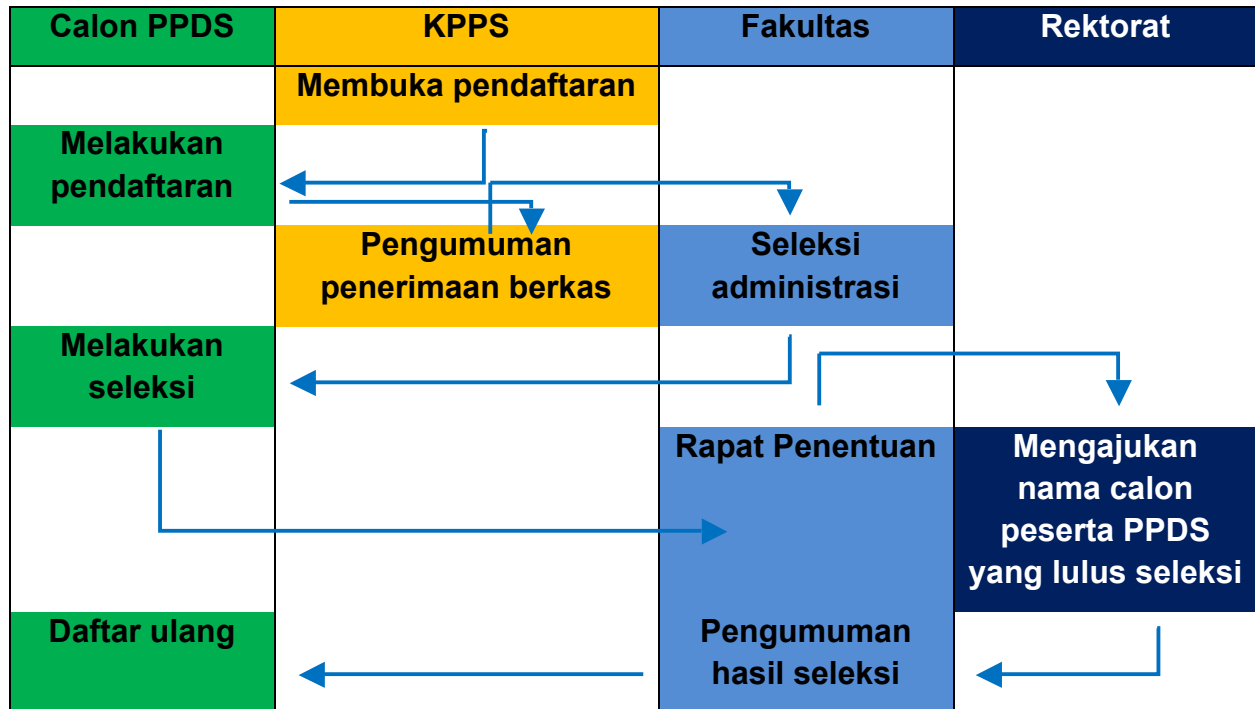 Calon PPDS
KPPS
Fakultas
Rektorat
Membuka pendaftaran
Melakukan
pendaftaran
Pengumuman
penerimaan berkas
Seleksi
administrasi
Melakukan
seleksi
Rapat Penentuan
Mengajukan
nama calon
peserta PPDS
yang lulus seleksi
Daftar ulang
Pengumuman
hasil seleksi